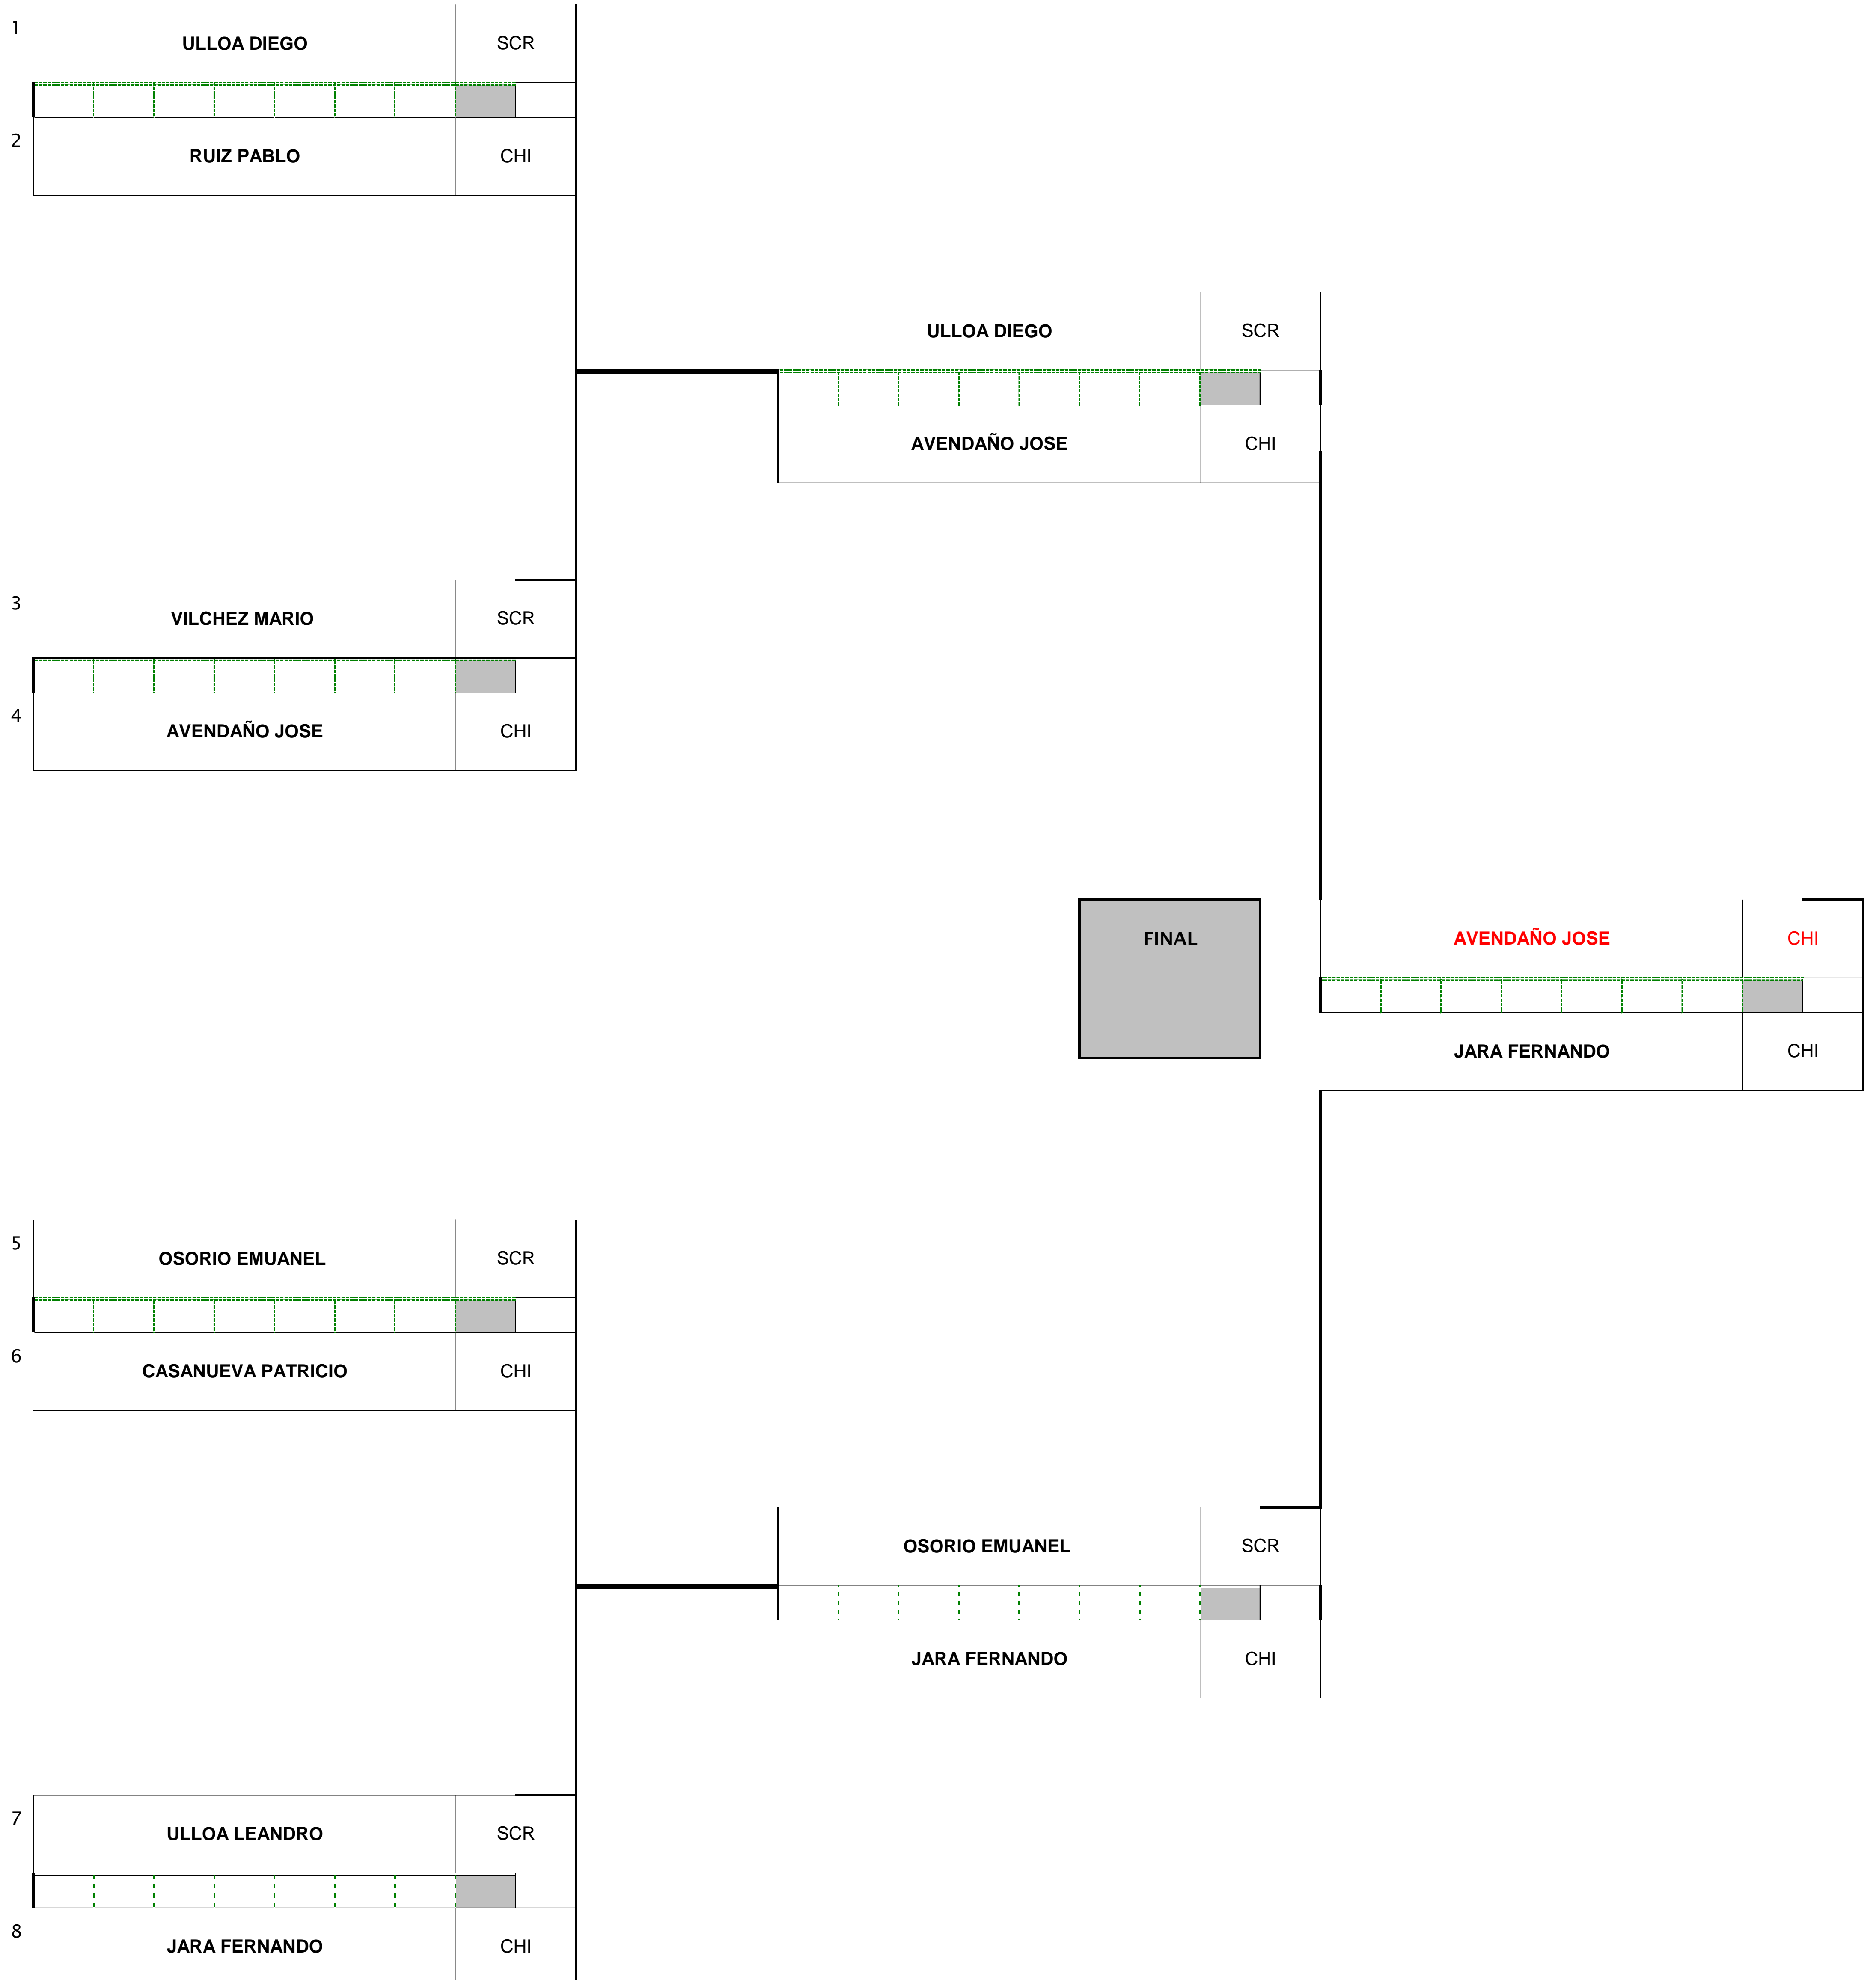 1 ULLOA DIEGO SCR
2 RUIZ PABLO CHI
ULLOA DIEGO SCR
AVENDAÑO JOSE CHI
3 VILCHEZ MARIO SCR
4 AVENDAÑO JOSE CHI
FINAL AVENDAÑO JOSE CHI
JARA FERNANDO CHI
5 OSORIO EMUANEL SCR
6 CASANUEVA PATRICIO CHI
OSORIO EMUANEL SCR
JARA FERNANDO CHI
7 ULLOA LEANDRO SCR
8 JARA FERNANDO CHI